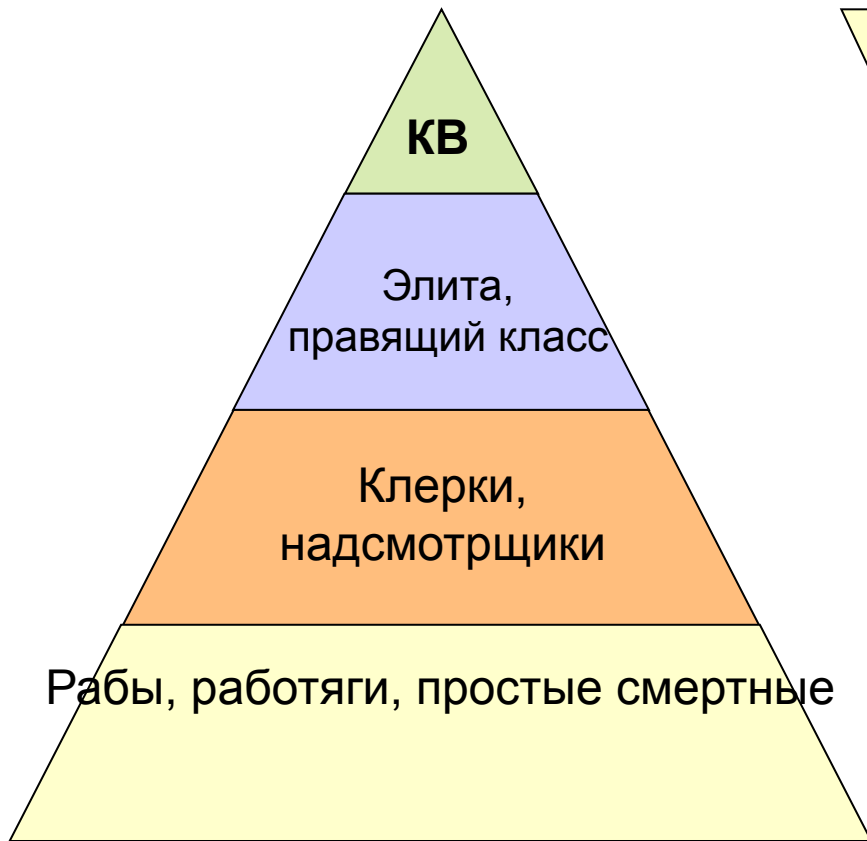 КВ
Элита,
правящий класс
Клерки,
надсмотрщики
Рабы, работяги, простые смертные